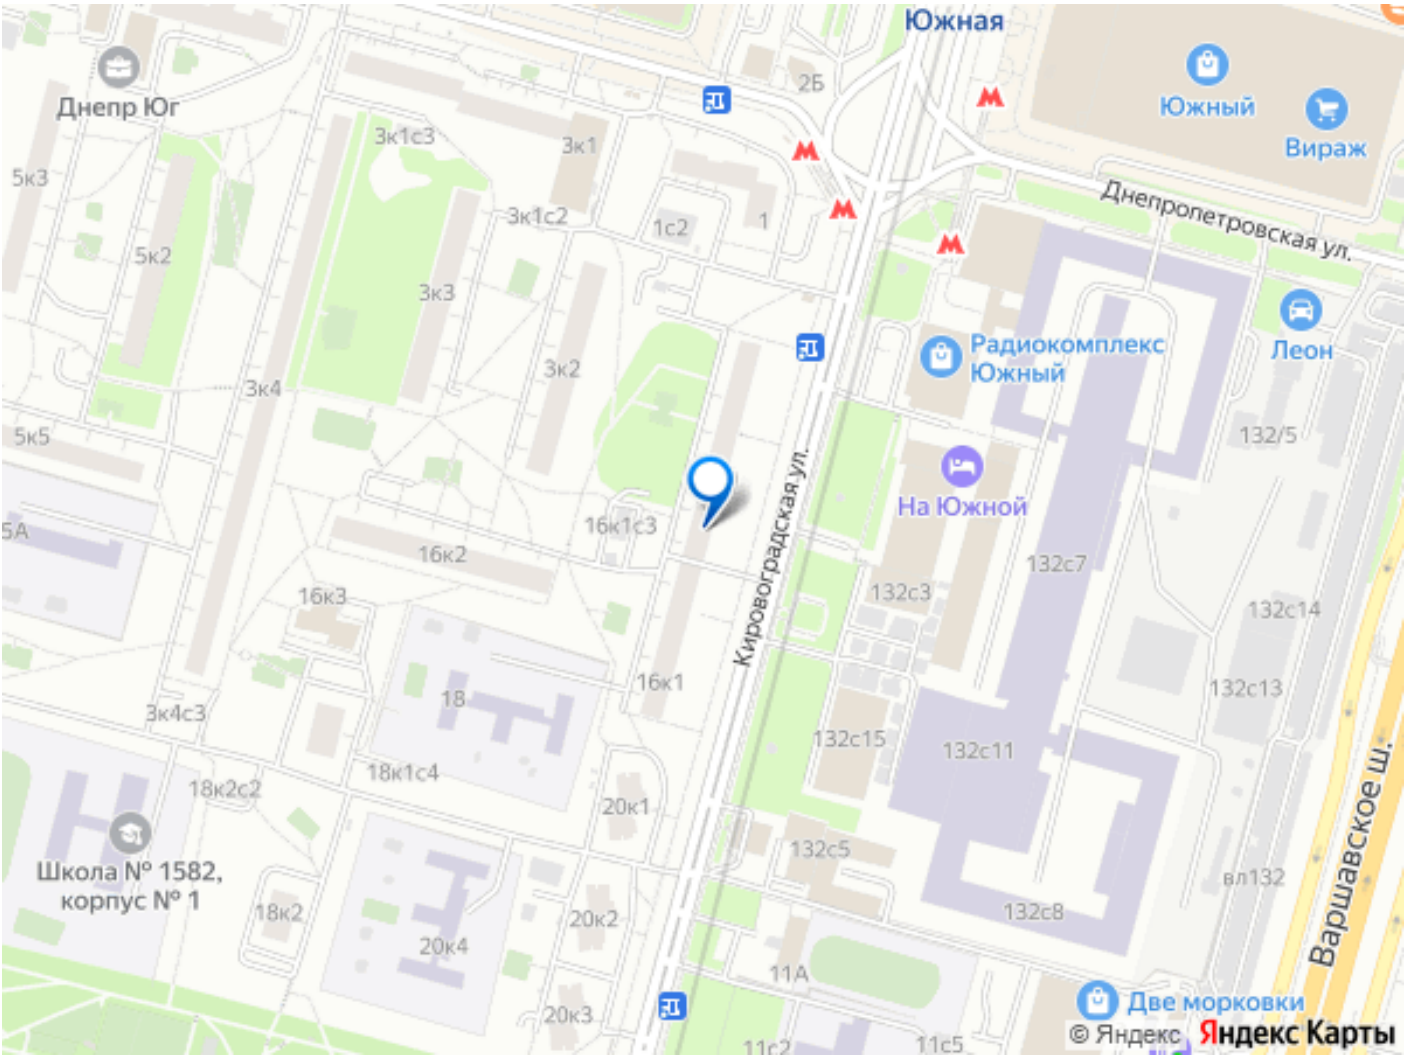 Южная
Днепр Юг
2Б
Южный
Вираж
3к1с3
3к1
5к3
Днепропетровская ул.
3к1с2
1с2
1
5к2
3к3
Радиокомплекс
Южный
Леон
3к2
3к4
5к5
132/5
На Южной
16к1с3
5А
16к2
Кировоградская ул.
132с7
16к3
132с3
132с14
16к1
18
132с13
3к4с3
132с15
132с11
18к1с4
18к2с2
20к1
Варшавское ш.
Школа № 1582,
корпус № 1
132с5
вл132
18к2
20к2
132с8
20к4
11А
Две морковки
20к3
11с2
11с5
© Яндекс Яндекс Карты